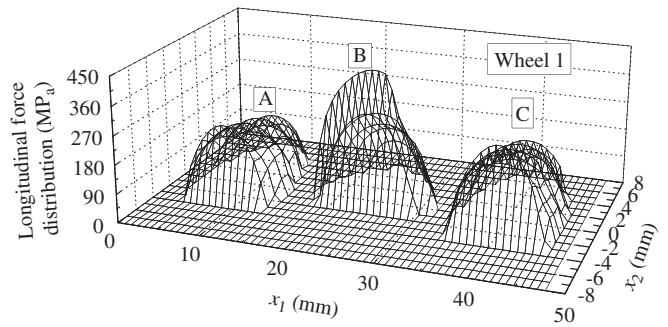 Longitudinal force
distribution (MPa)
450
360
270
180
90
0
A
B
C
Wheel 1
0
10
20
30
40
50
x1 (mm)
8
6
4
2
0
-2
-4
-6
-8
x2 (mm)